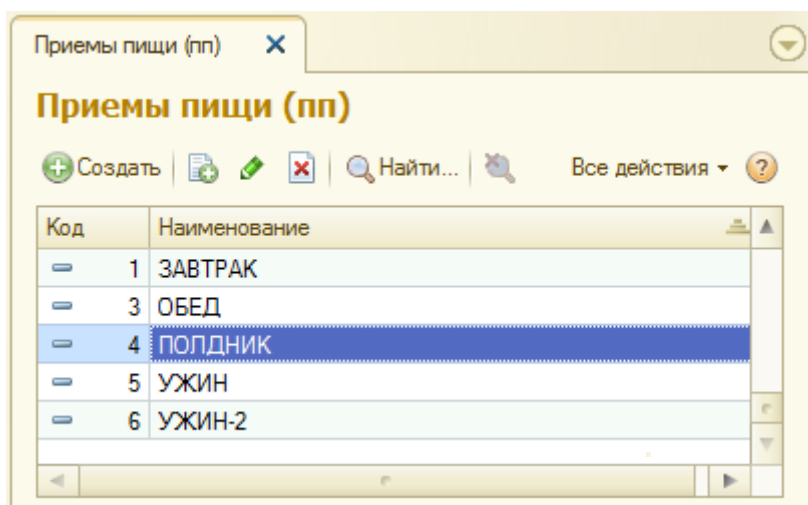 Приемы пищи (пп)
Приемы пищи (пп)
Создать Найти... Все действия ?
Код Наименование
1 ЗАВТРАК
3 ОБЕД
4 ПОЛДНИК
5 УЖИН
6 УЖИН-2